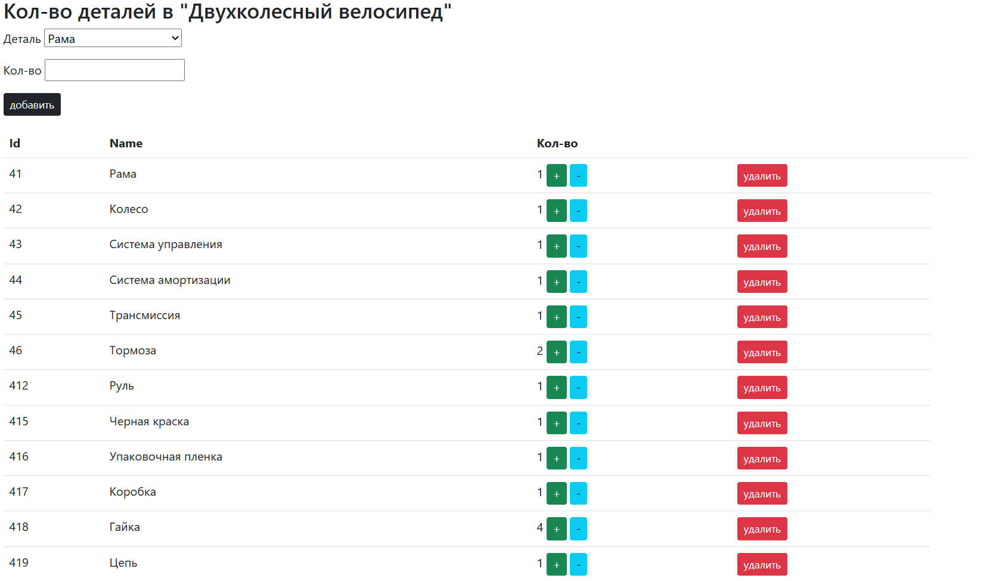 Кол-во деталей в "Двухколесный велосипед"
Деталь Рама
Кол-во
добавить
Id Name Кол-во
41 Рама 1 + - удалить
42 Колесо 1 + - удалить
43 Система управления 1 + - удалить
44 Система амортизации 1 + - удалить
45 Трансмиссия 1 + - удалить
46 Тормоза 2 + - удалить
412 Руль 1 + - удалить
415 Черная краска 1 + - удалить
416 Упаковочная пленка 1 + - удалить
417 Коробка 1 + - удалить
418 Гайка 4 + - удалить
419 Цепь 1 + - удалить